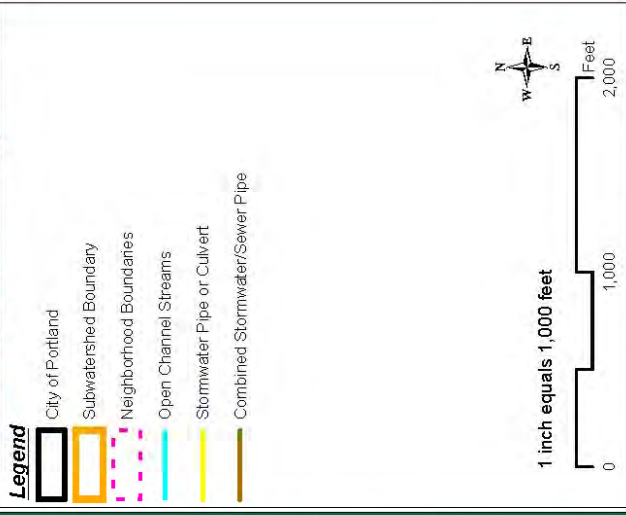 Legend
City of Portland
Subwatershed Boundary
Neighborhood Boundaries
Open Channel Streams
Stormwater Pipe or Culvert
Combined Stormwater/Sewer Pipe
N
W E
S
1 inch equals 1,000 feet
Feet
0 1,000 2,000